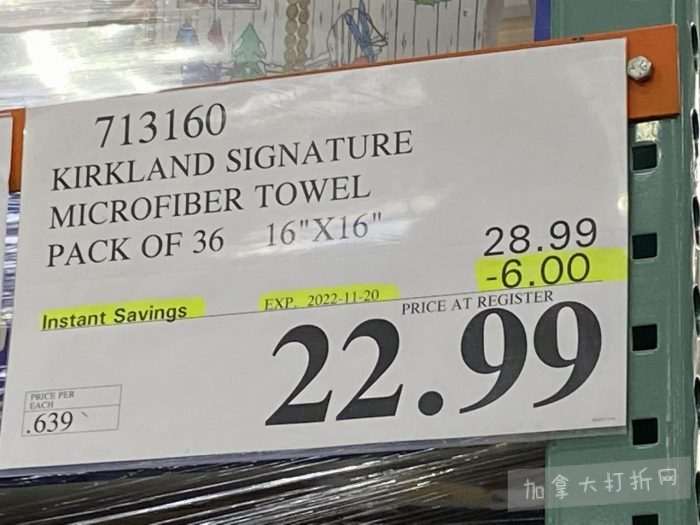 713160
KIRKLAND SIGNATURE
MICROFIBER TOWEL
PACK OF 36 16"X16"
28.99
-6.00
Instant Savings EXP. 2022-11-20
PRICE AT REGISTER
22.99
PRICE PER
EACH
.639
加拿大打折网